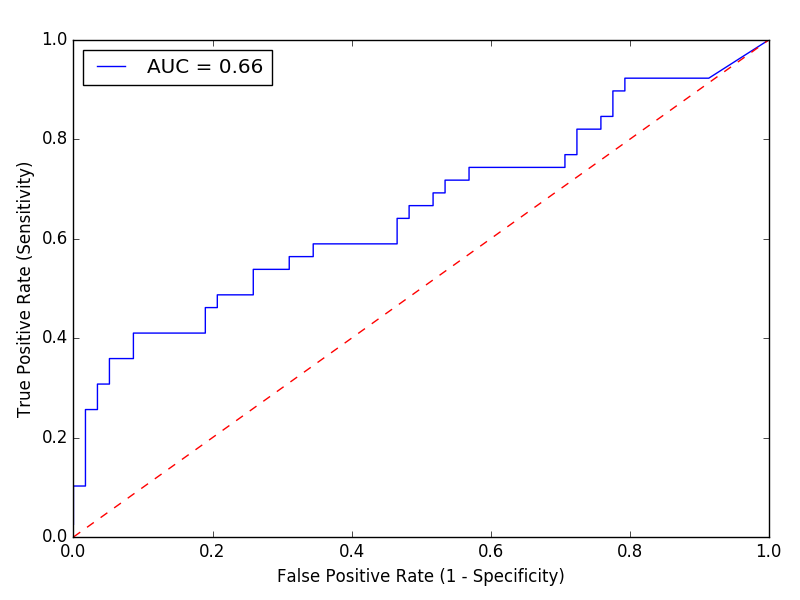 AUC = 0.66
True Positive Rate (Sensitivity)
1.0
0.8
0.6
0.4
0.2
0.0
0.0 0.2 0.4 0.6 0.8 1.0
False Positive Rate (1 - Specificity)